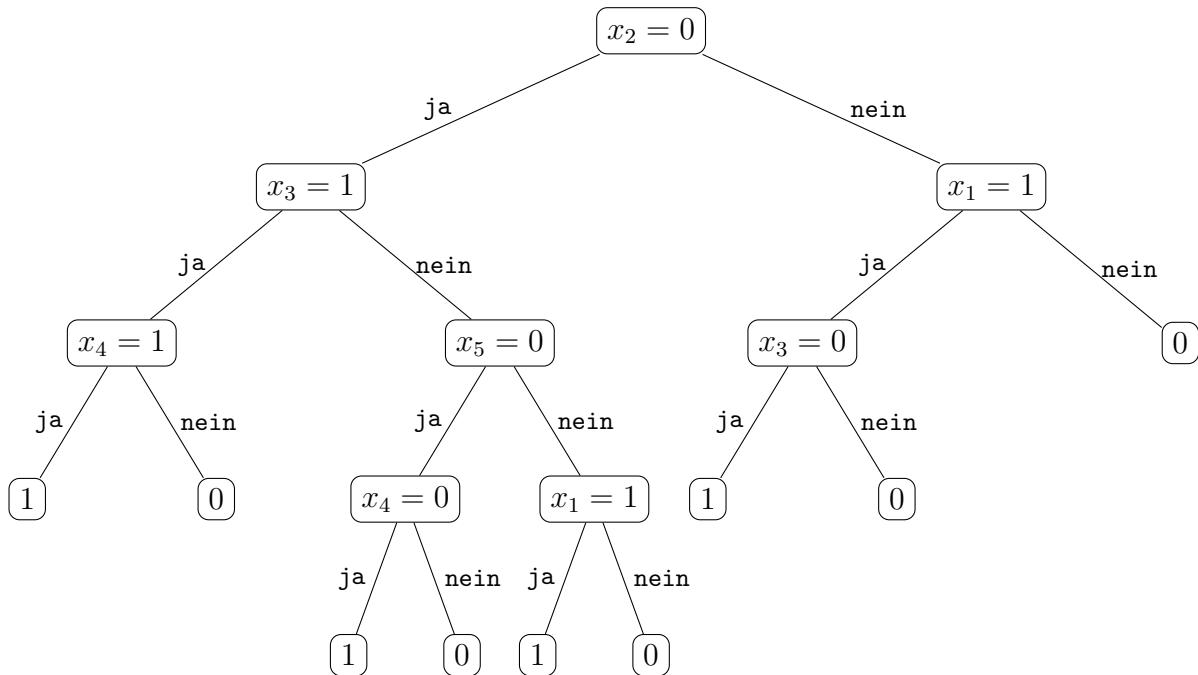 x₂ = 0
ja
nein
x₃ = 1
x₁ = 1
ja
nein
ja
nein
x₄ = 1
x₅ = 0
x₃ = 0
0
ja
nein
ja
nein
ja
nein
1
0
x₄ = 0
x₁ = 1
1
0
ja
nein
ja
nein
1
0
1
0